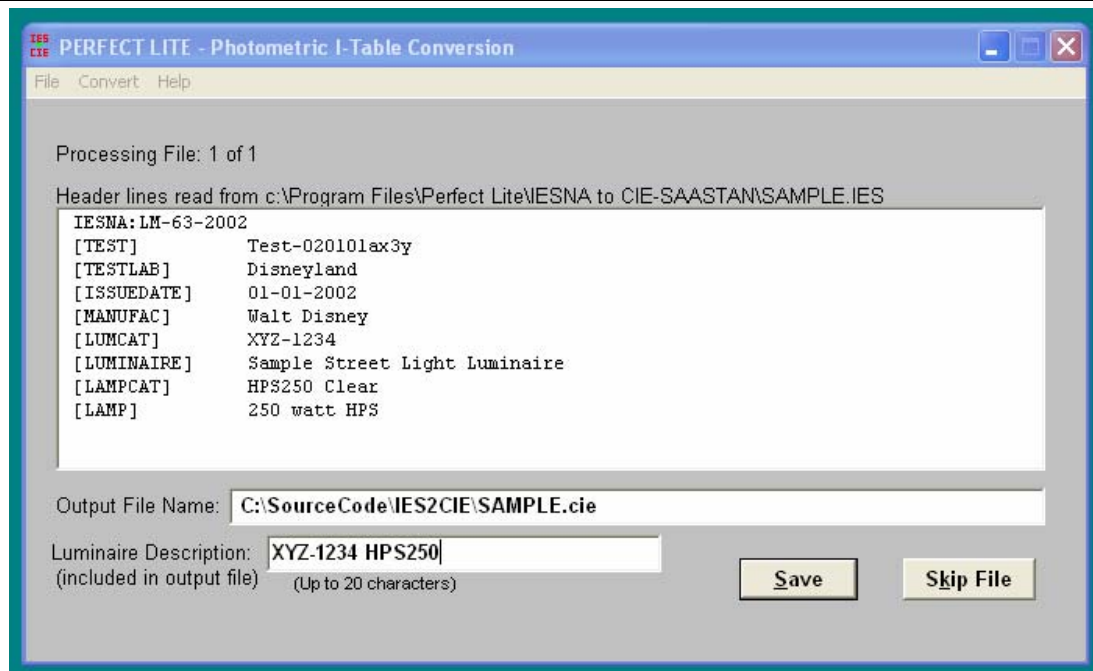 IES
CIE
PERFECT LITE - Photometric I-Table Conversion
File Convert Help
Processing File: 1 of 1
Header lines read from c:\Program Files\Perfect Lite\IESNA to CIE-SAASTAN\SAMPLE.IES
IESNA:LM-63-2002
[TEST] Test-020101ax3y
[TESTLAB] Disneyland
[ISSUEDATE] 01-01-2002
[MANUFAC] Walt Disney
[LUMCAT] XYZ-1234
[LUMINAIRE] Sample Street Light Luminaire
[LAMPCAT] HPS250 Clear
[LAMP] 250 watt HPS
Output File Name: C:\SourceCode\IES2CIE\SAMPLE.cie
Luminaire Description: XYZ-1234 HPS250
(included in output file) (Up to 20 characters)
Save Skip File